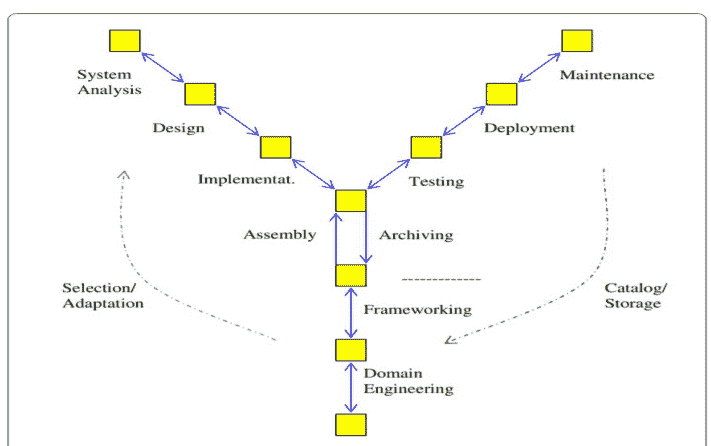 System
Analysis
Maintenance
Design
Deployment
Implementat.
Testing
Assembly
Archiving
Selection/
Adaptation
Catalog/
Storage
Frameworking
Domain
Engineering